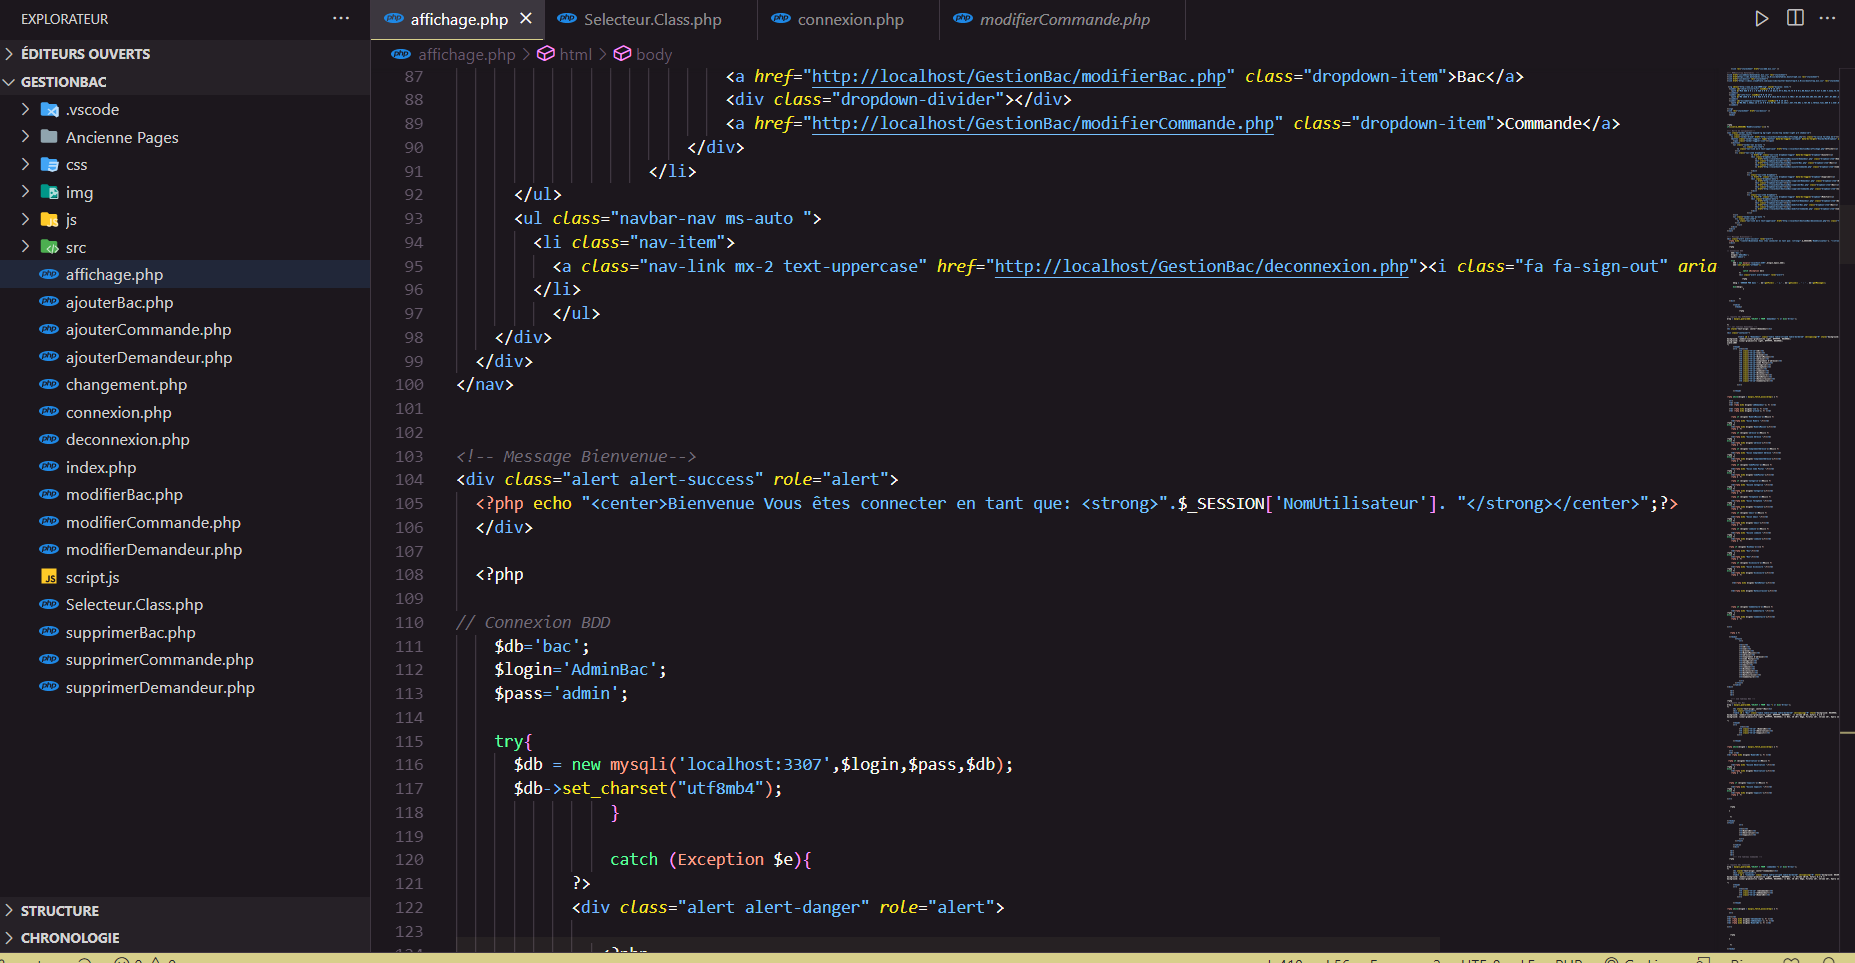 EXPLORATEUR
ÉDITEURS OUVERTS
GESTIONBAC
.vscode
Ancienne Pages
css
img
js
src
affichage.php
ajouterBac.php
ajouterCommande.php
ajouterDemandeur.php
changement.php
connexion.php
deconnexion.php
index.php
modifierBac.php
modifierCommande.php
modifierDemandeur.php
script.js
Selecteur.Class.php
supprimerBac.php
supprimerCommande.php
supprimerDemandeur.php
STRUCTURE
CHRONOLOGIE
affichage.php Selecteur.Class.php connexion.php modifierCommande.php
affichage.php > html > body
87 <a href="http://localhost/GestionBac/modifierBac.php" class="dropdown-item">Bac</a>
88 <div class="dropdown-divider"></div>
89 <a href="http://localhost/GestionBac/modifierCommande.php" class="dropdown-item">Commande</a>
90 </div>
91 </li>
92 </ul>
93 <ul class="navbar-nav ms-auto ">
94 <li class="nav-item">
95 <a class="nav-link mx-2 text-uppercase" href="http://localhost/GestionBac/deconnexion.php"><i class="fa fa-sign-out" aria
96 </li>
97 </ul>
98 </div>
99 </div>
100 </nav>
101
102
103 <!-- Message Bienvenue-->
104 <div class="alert alert-success" role="alert">
105 <?php echo "<center>Bienvenue Vous êtes connecter en tant que: <strong>".$_SESSION['NomUtilisateur']. "</strong></center>";?>
106 </div>
107
108 <?php
109
110 // Connexion BDD
111 $db='bac';
112 $login='AdminBac';
113 $pass='admin';
114
115 try{
116 $db = new mysqli('localhost:3307',$login,$pass,$db);
117 $db->set_charset("utf8mb4");
118 }
119
120 catch (Exception $e){
121 ?>
122 <div class="alert alert-danger" role="alert">
123
124 <?php